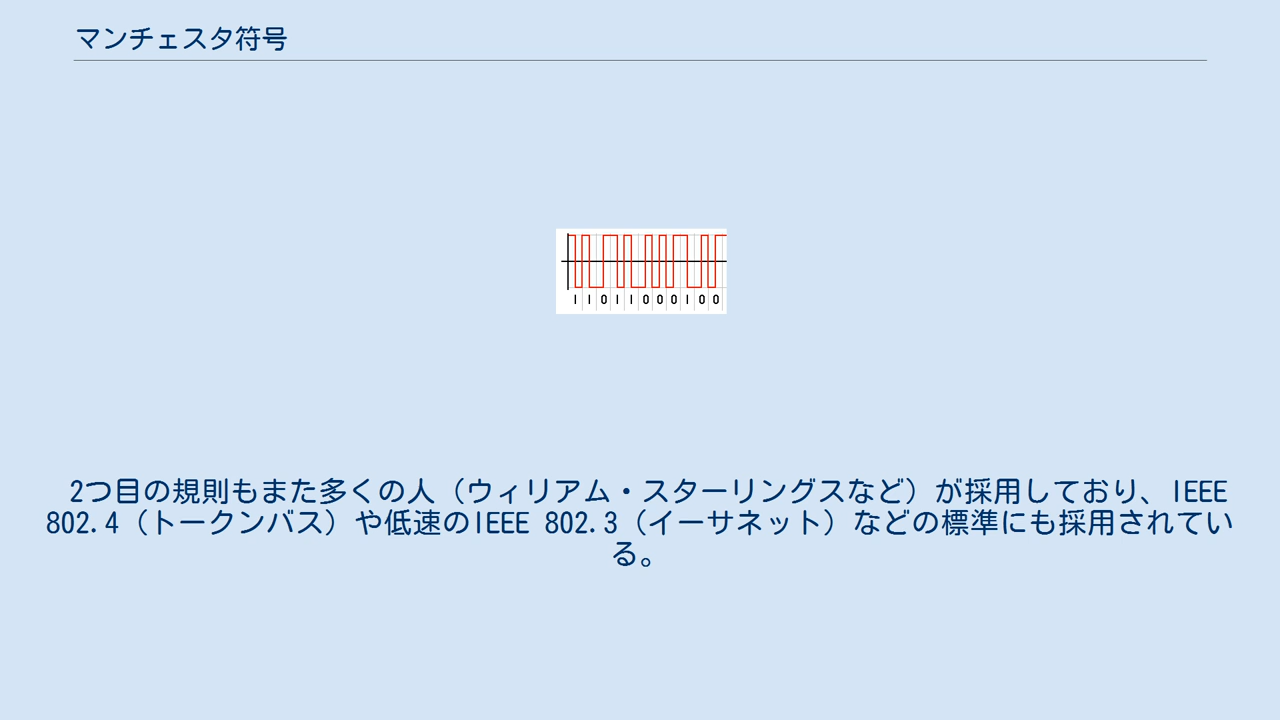 マンチェスタ符号
1 1 0 1 1 0 0 0 1 0 0
2つ目の規則もまた多くの人（ウィリアム・スターリングスなど）が採用しており、IEEE
802.4（トークンバス）や低速のIEEE 802.3（イーサネット）などの標準にも採用されてい
る。